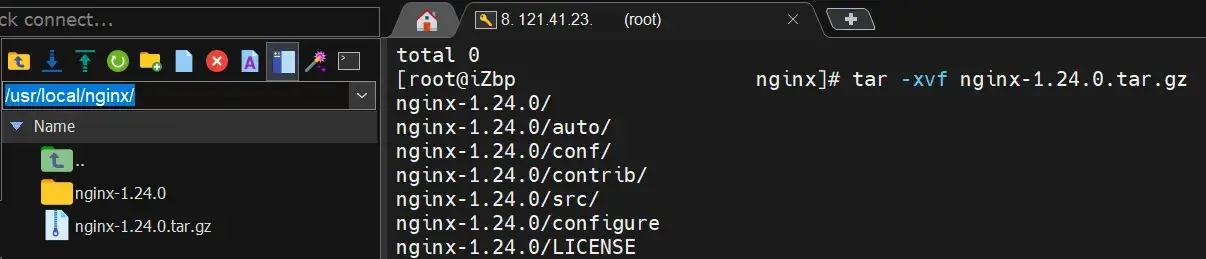 ck connect...
8. 121.41.23. (root)
/usr/local/nginx/
Name
..
nginx-1.24.0
nginx-1.24.0.tar.gz
total 0
[root@iZbp nginx]# tar -xvf nginx-1.24.0.tar.gz
nginx-1.24.0/
nginx-1.24.0/auto/
nginx-1.24.0/conf/
nginx-1.24.0/contrib/
nginx-1.24.0/src/
nginx-1.24.0/configure
nginx-1.24.0/LICENSE